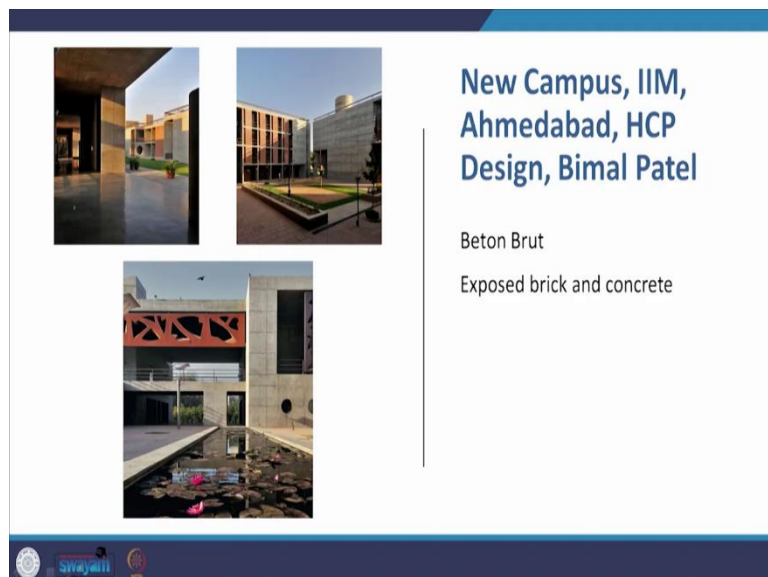 New Campus, IIM,
Ahmedabad, HCP
Design, Bimal Patel
Beton Brut
Exposed brick and concrete
swayam